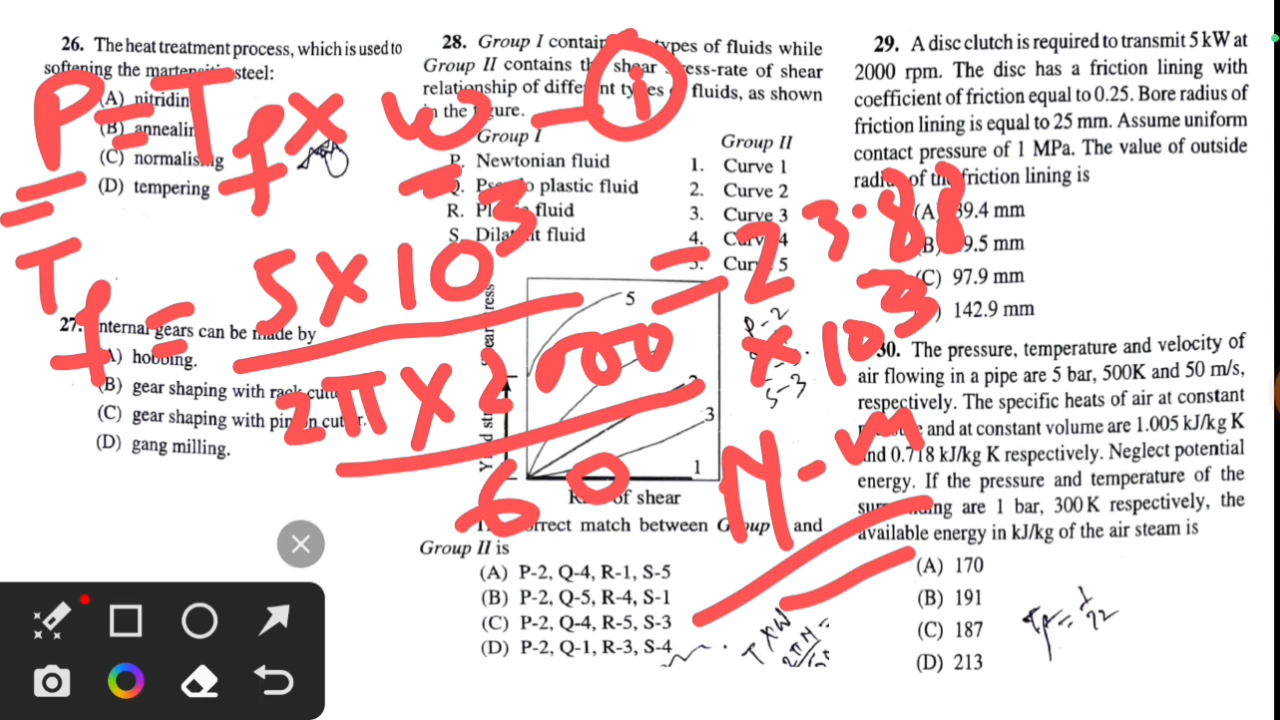 26. The heat treatment process, which is used to
softening the martensitic steel:
(A) nitridin
(B) annealin
(C) normalising
(D) tempering
27. Internal gears can be made by
(A) hobbing.
(B) gear shaping with rack cutt
(C) gear shaping with pinion cutter.
(D) gang milling.
28. Group I contain types of fluids while
Group II contains the shear ress-rate of shear
relationship of different types of fluids, as shown
in the figure.
Group I
P. Newtonian fluid
Q. Pseudo plastic fluid
R. Pl fluid
S. Dilatant fluid
Group II
1. Curve 1
2. Curve 2
3. Curve 3
4. Curve 4
5. Curve 5
5
3
1
of shear
correct match between Group and
Group II is
(A) P-2, Q-4, R-1, S-5
(B) P-2, Q-5, R-4, S-1
(C) P-2, Q-4, R-5, S-3
(D) P-2, Q-1, R-3, S-4
29. A disc clutch is required to transmit 5 kW at
2000 rpm. The disc has a friction lining with
coefficient of friction equal to 0.25. Bore radius of
friction lining is equal to 25 mm. Assume uniform
contact pressure of 1 MPa. The value of outside
radius of the friction lining is
(A) 39.4 mm
(B) 9.5 mm
(C) 97.9 mm
142.9 mm
30. The pressure, temperature and velocity of
air flowing in a pipe are 5 bar, 500K and 50 m/s,
respectively. The specific heats of air at constant
and at constant volume are 1.005 kJ/kg K
and 0.718 kJ/kg K respectively. Neglect potential
energy. If the pressure and temperature of the
are 1 bar, 300 K respectively, the
available energy in kJ/kg of the air steam is
(A) 170
(B) 191
(C) 187
(D) 213
P = Tf × ω — i
Tf = 5 × 10³ / 2π × 2000 / 60 = 23.88 × 10³ N-m
P-2
S-3
T × W
2πN